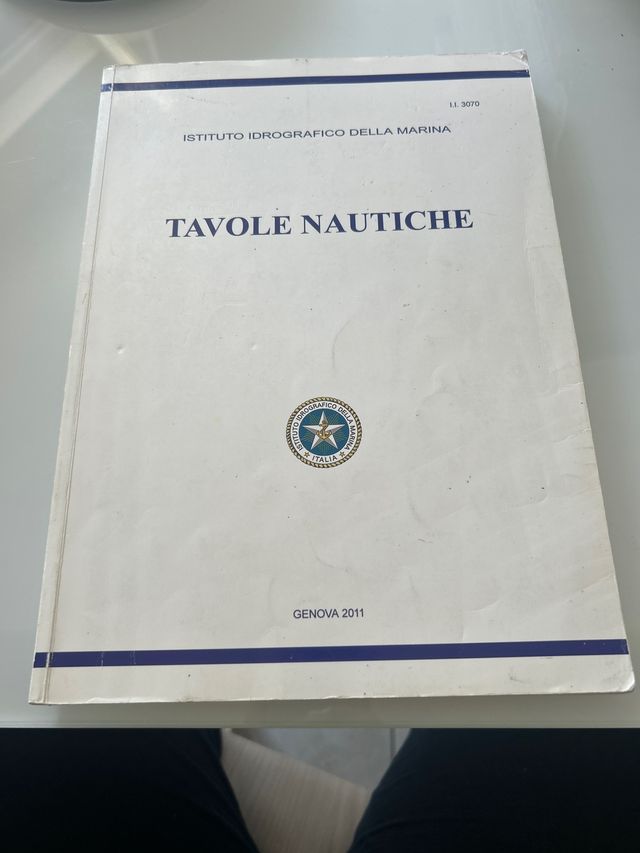 I.I. 3070
ISTITUTO IDROGRAFICO DELLA MARINA
TAVOLE NAUTICHE
ISTITUTO IDROGRAFICO DELLA MARINA
ITALIA
GENOVA 2011